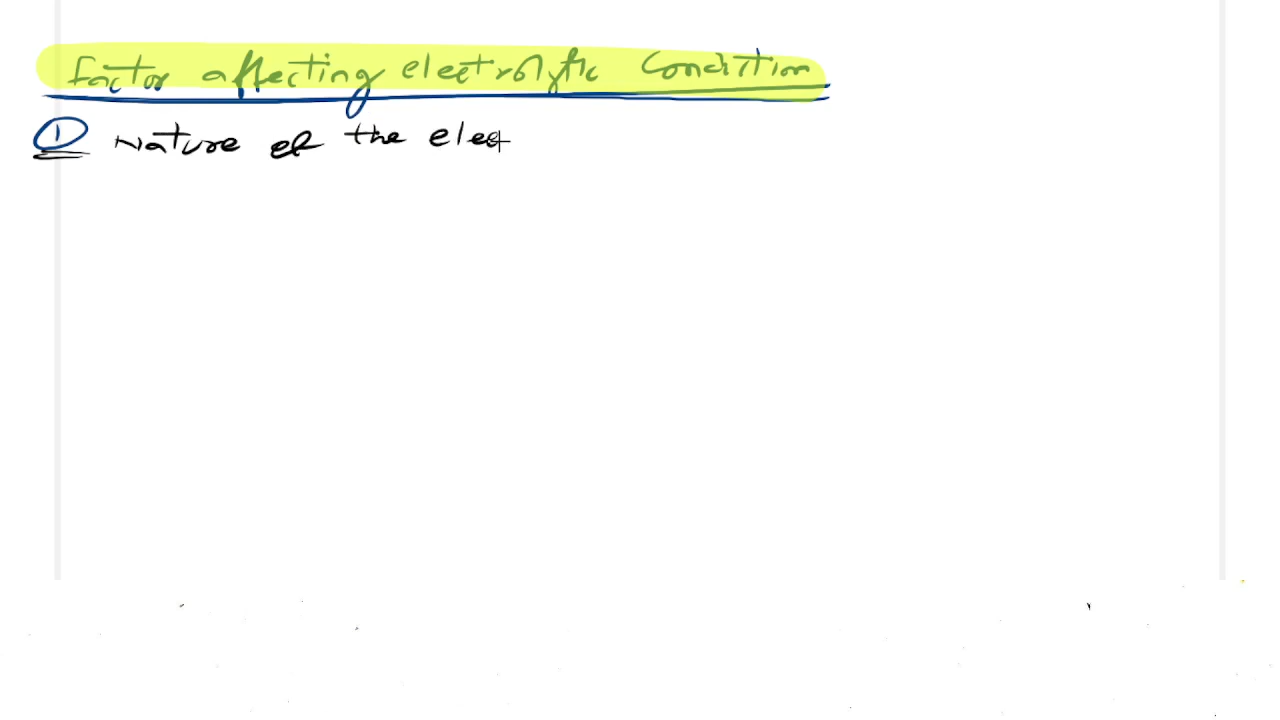 Factor affecting electrolytic Condition
① Nature of the elec